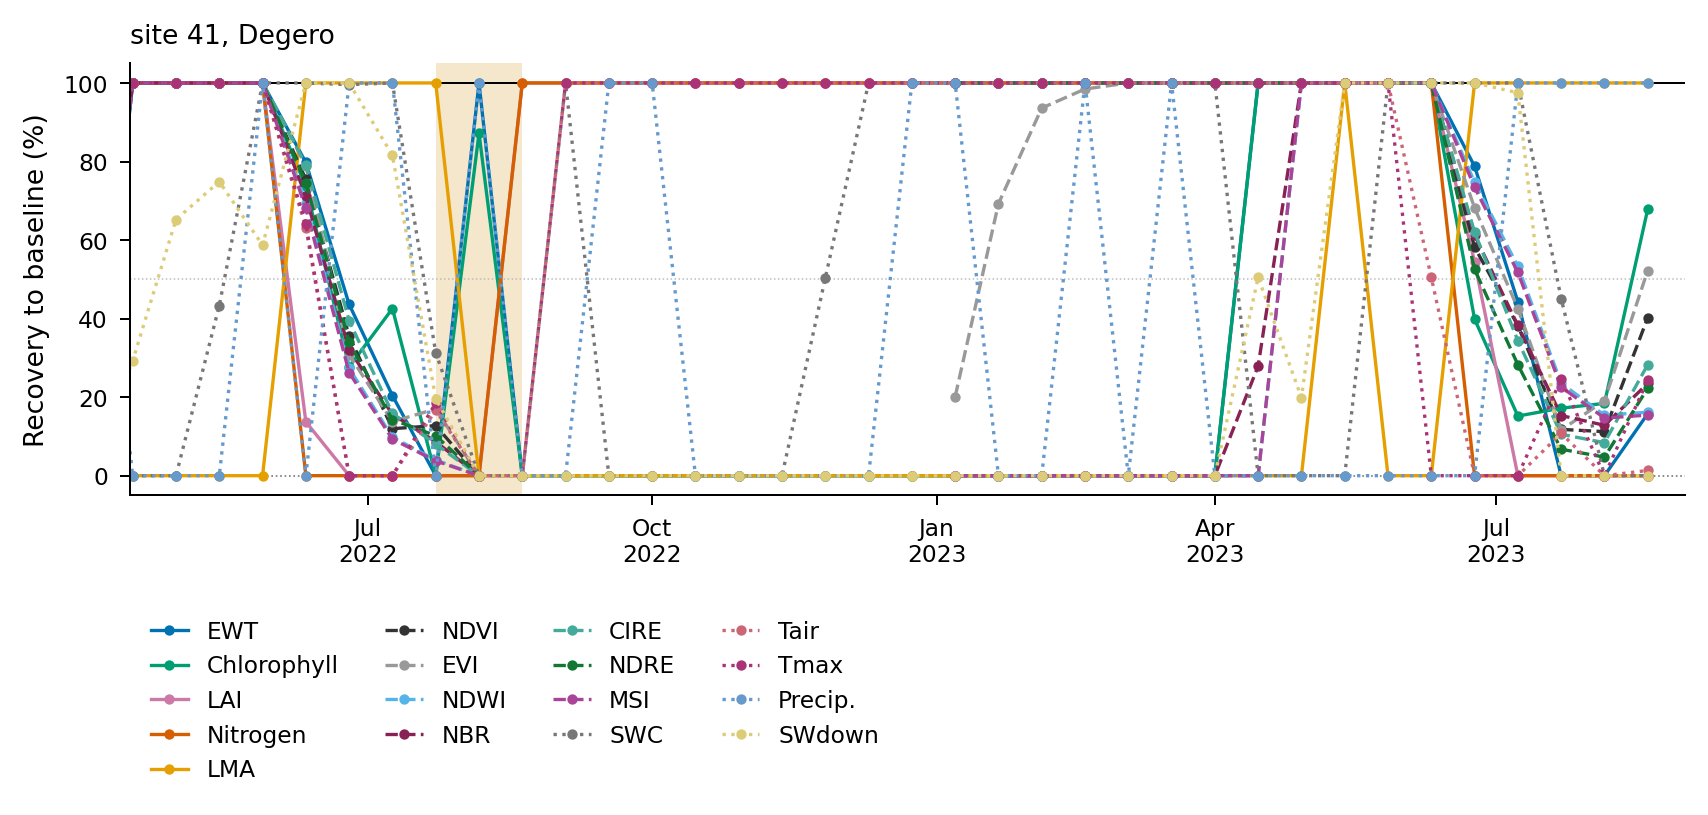 site 41, Degero
Recovery to baseline (%)
100
80
60
40
20
0
Jul
2022
Oct
2022
Jan
2023
Apr
2023
Jul
2023
EWT
Chlorophyll
LAI
Nitrogen
LMA
NDVI
EVI
NDWI
NBR
CIRE
NDRE
MSI
SWC
Tair
Tmax
Precip.
SWdown